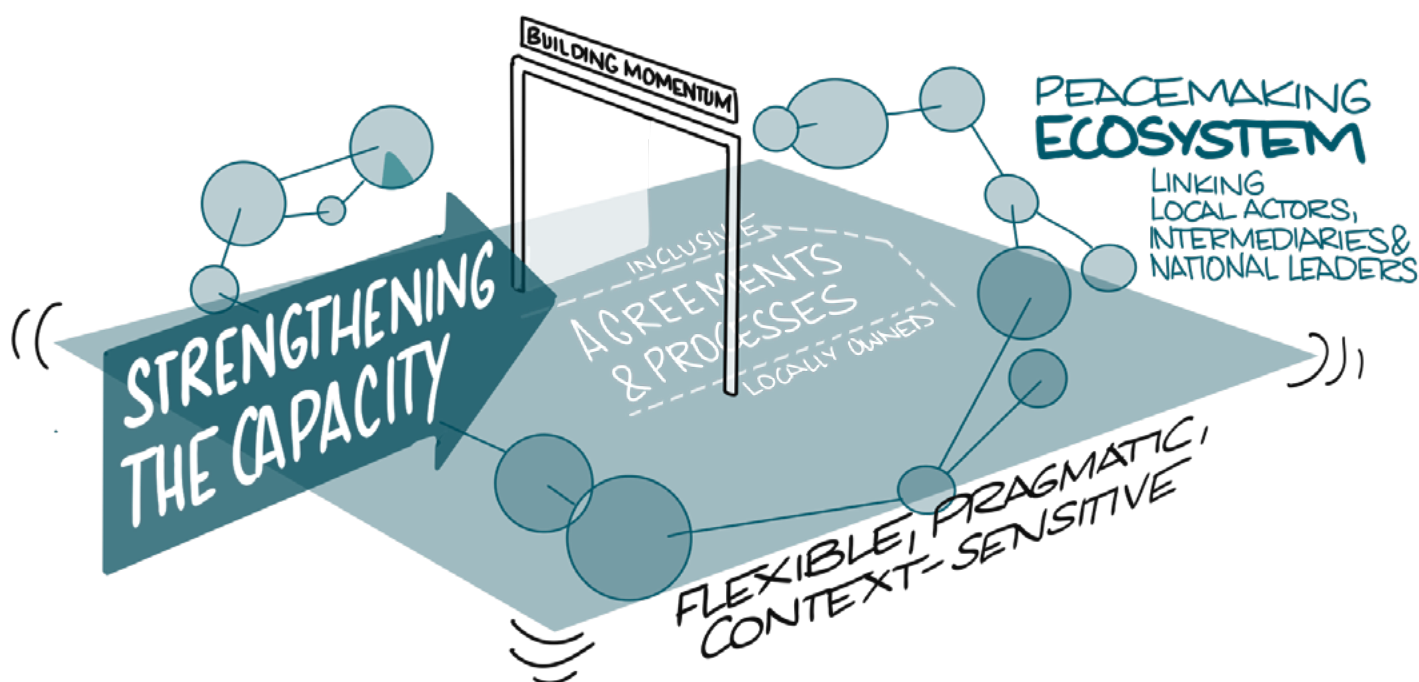 BUILDING MOMENTUM
PEACEMAKING
ECOSYSTEM
LINKING
LOCAL ACTORS,
INTERMEDIARIES &
NATIONAL LEADERS
STRENGTHENING
THE CAPACITY
INCLUSIVE
AGREEMENTS
& PROCESSES
LOCALLY OWNED
FLEXIBLE, PRAGMATIC,
CONTEXT-SENSITIVE